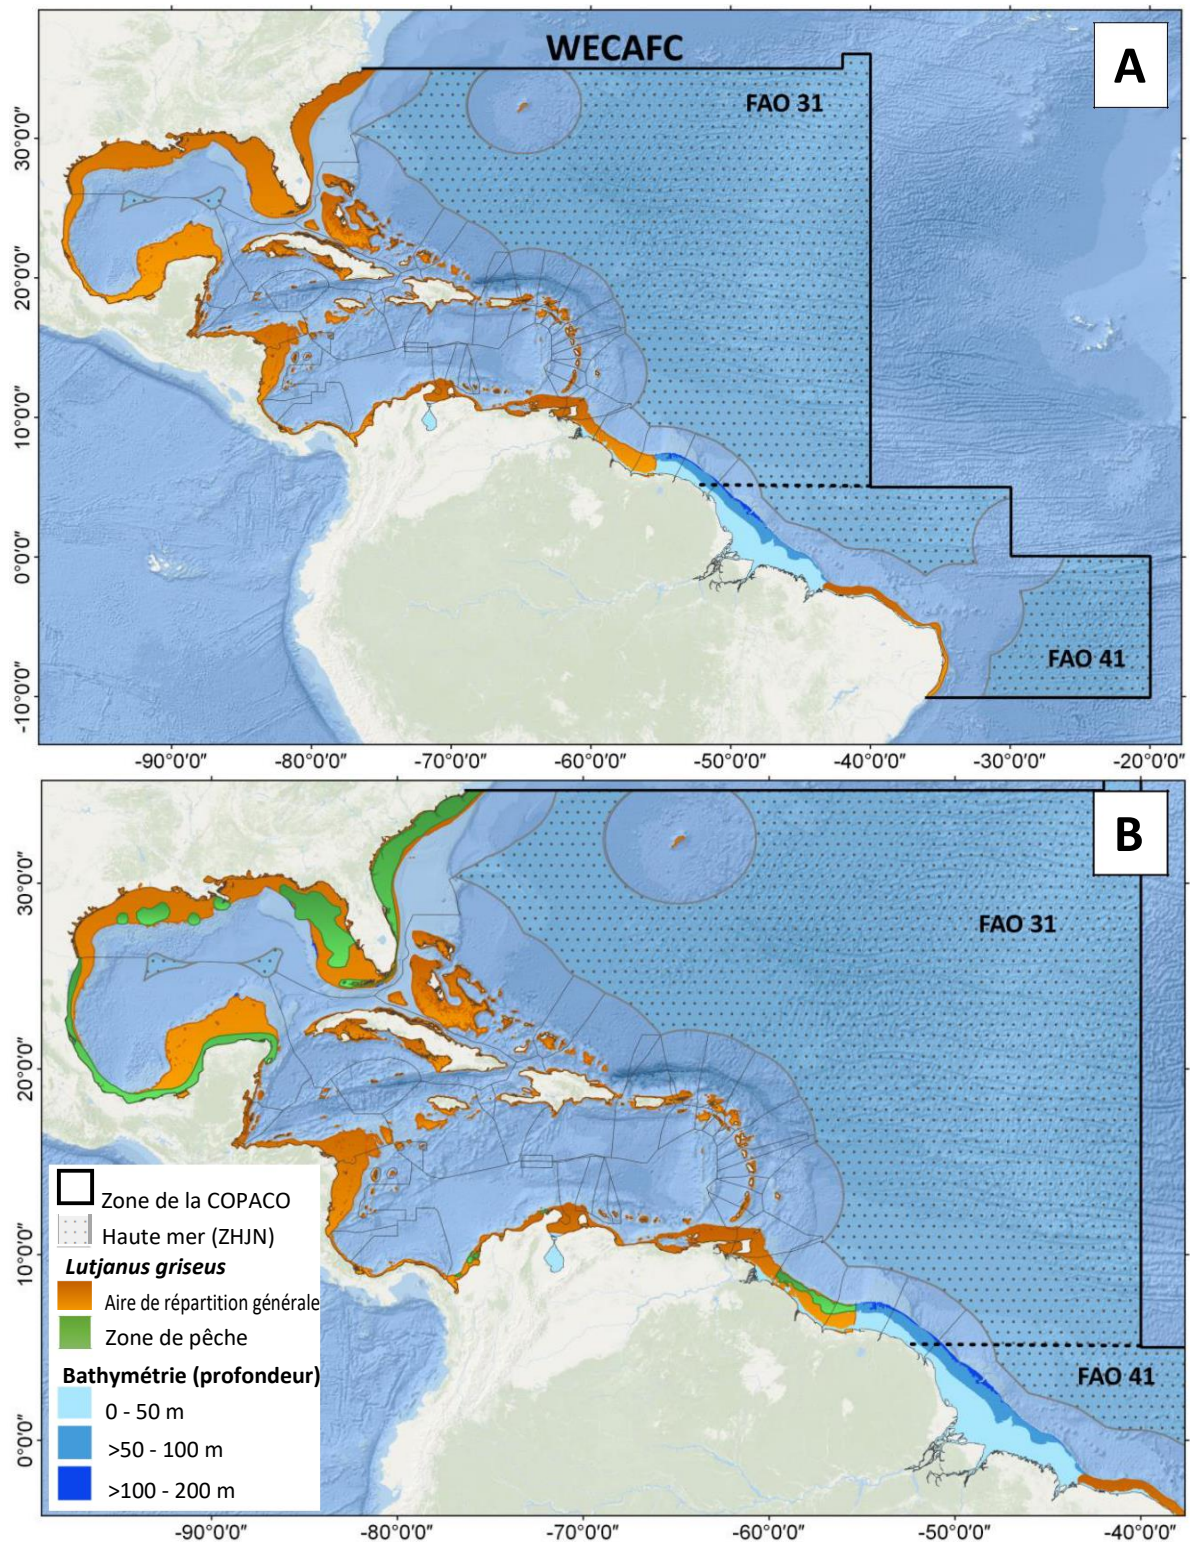 WECAFC
A
FAO 31
FAO 41
30°0'0"
20°0'0"
10°0'0"
0°0'0"
-10°0'0"
-90°0'0"
-80°0'0"
-70°0'0"
-60°0'0"
-50°0'0"
-40°0'0"
-30°0'0"
-20°0'0"
B
FAO 31
FAO 41
30°0'0"
20°0'0"
10°0'0"
0°0'0"
Zone de la COPACO
Haute mer (ZHJN)
Lutjanus griseus
Aire de répartition générale
Zone de pêche
Bathymétrie (profondeur)
0 - 50 m
>50 - 100 m
>100 - 200 m
-90°0'0"
-80°0'0"
-70°0'0"
-60°0'0"
-50°0'0"
-40°0'0"